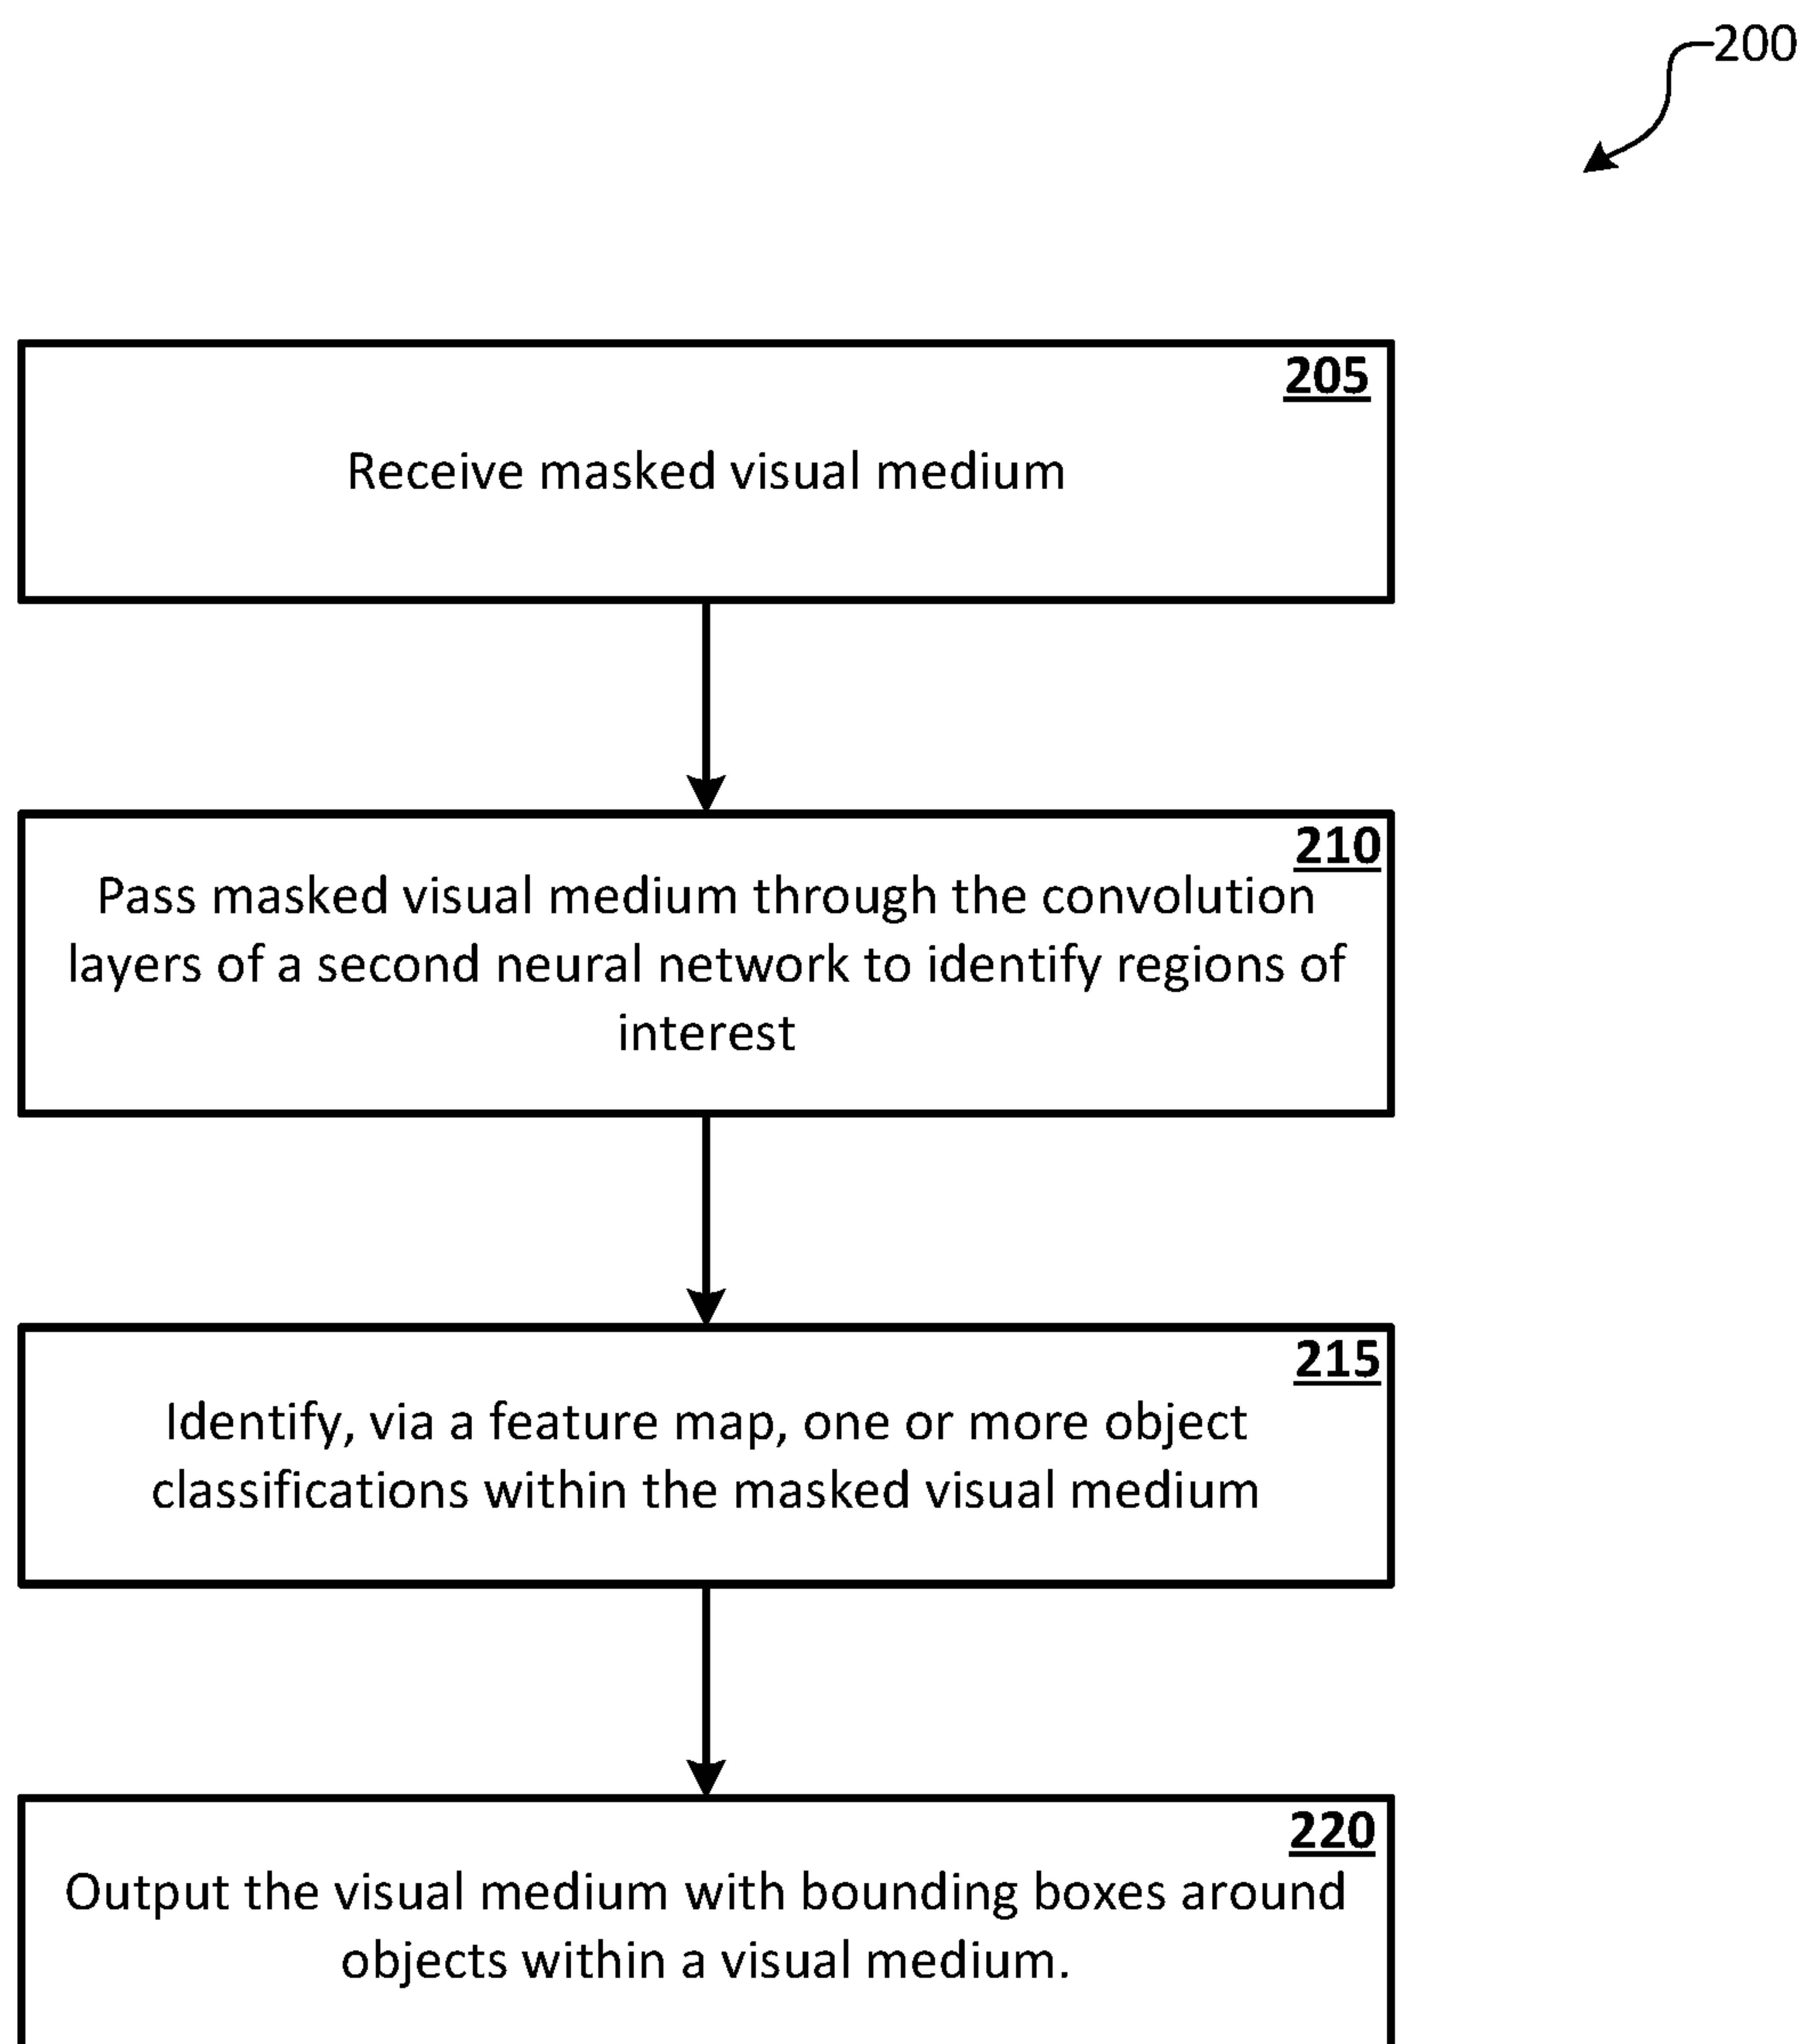 200
205
Receive masked visual medium
210
Pass masked visual medium through the convolution
layers of a second neural network to identify regions of
interest
215
Identify, via a feature map, one or more object
classifications within the masked visual medium
220
Output the visual medium with bounding boxes around
objects within a visual medium.